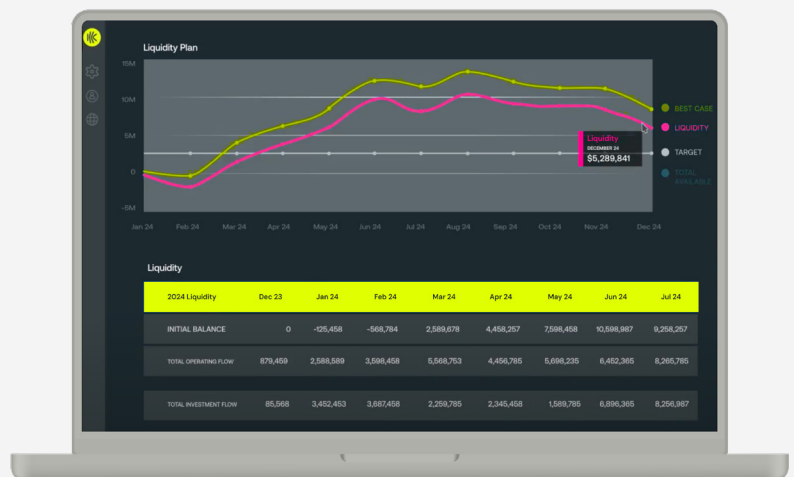 Liquidity Plan
15M
10M
5M
0
-5M
Jan 24 Feb 24 Mar 24 Apr 24 May 24 Jun 24 Jul 24 Aug 24 Sep 24 Oct 24 Nov 24 Dec 24
BEST CASE
LIQUIDITY
TARGET
TOTAL
AVAILABLE
Liquidity
DECEMBER 24
$5,289,841
Liquidity
2024 Liquidity Dec 23 Jan 24 Feb 24 Mar 24 Apr 24 May 24 Jun 24 Jul 24
INITIAL BALANCE 0 -125,458 -568,784 2,589,678 4,458,257 7,598,458 10,598,987 9,258,257
TOTAL OPERATING FLOW 879,459 2,588,589 3,598,458 5,568,753 4,456,785 5,698,235 6,452,365 8,265,785
TOTAL INVESTMENT FLOW 85,568 3,452,453 3,687,458 2,259,785 2,345,458 1,589,785 6,896,365 8,256,987